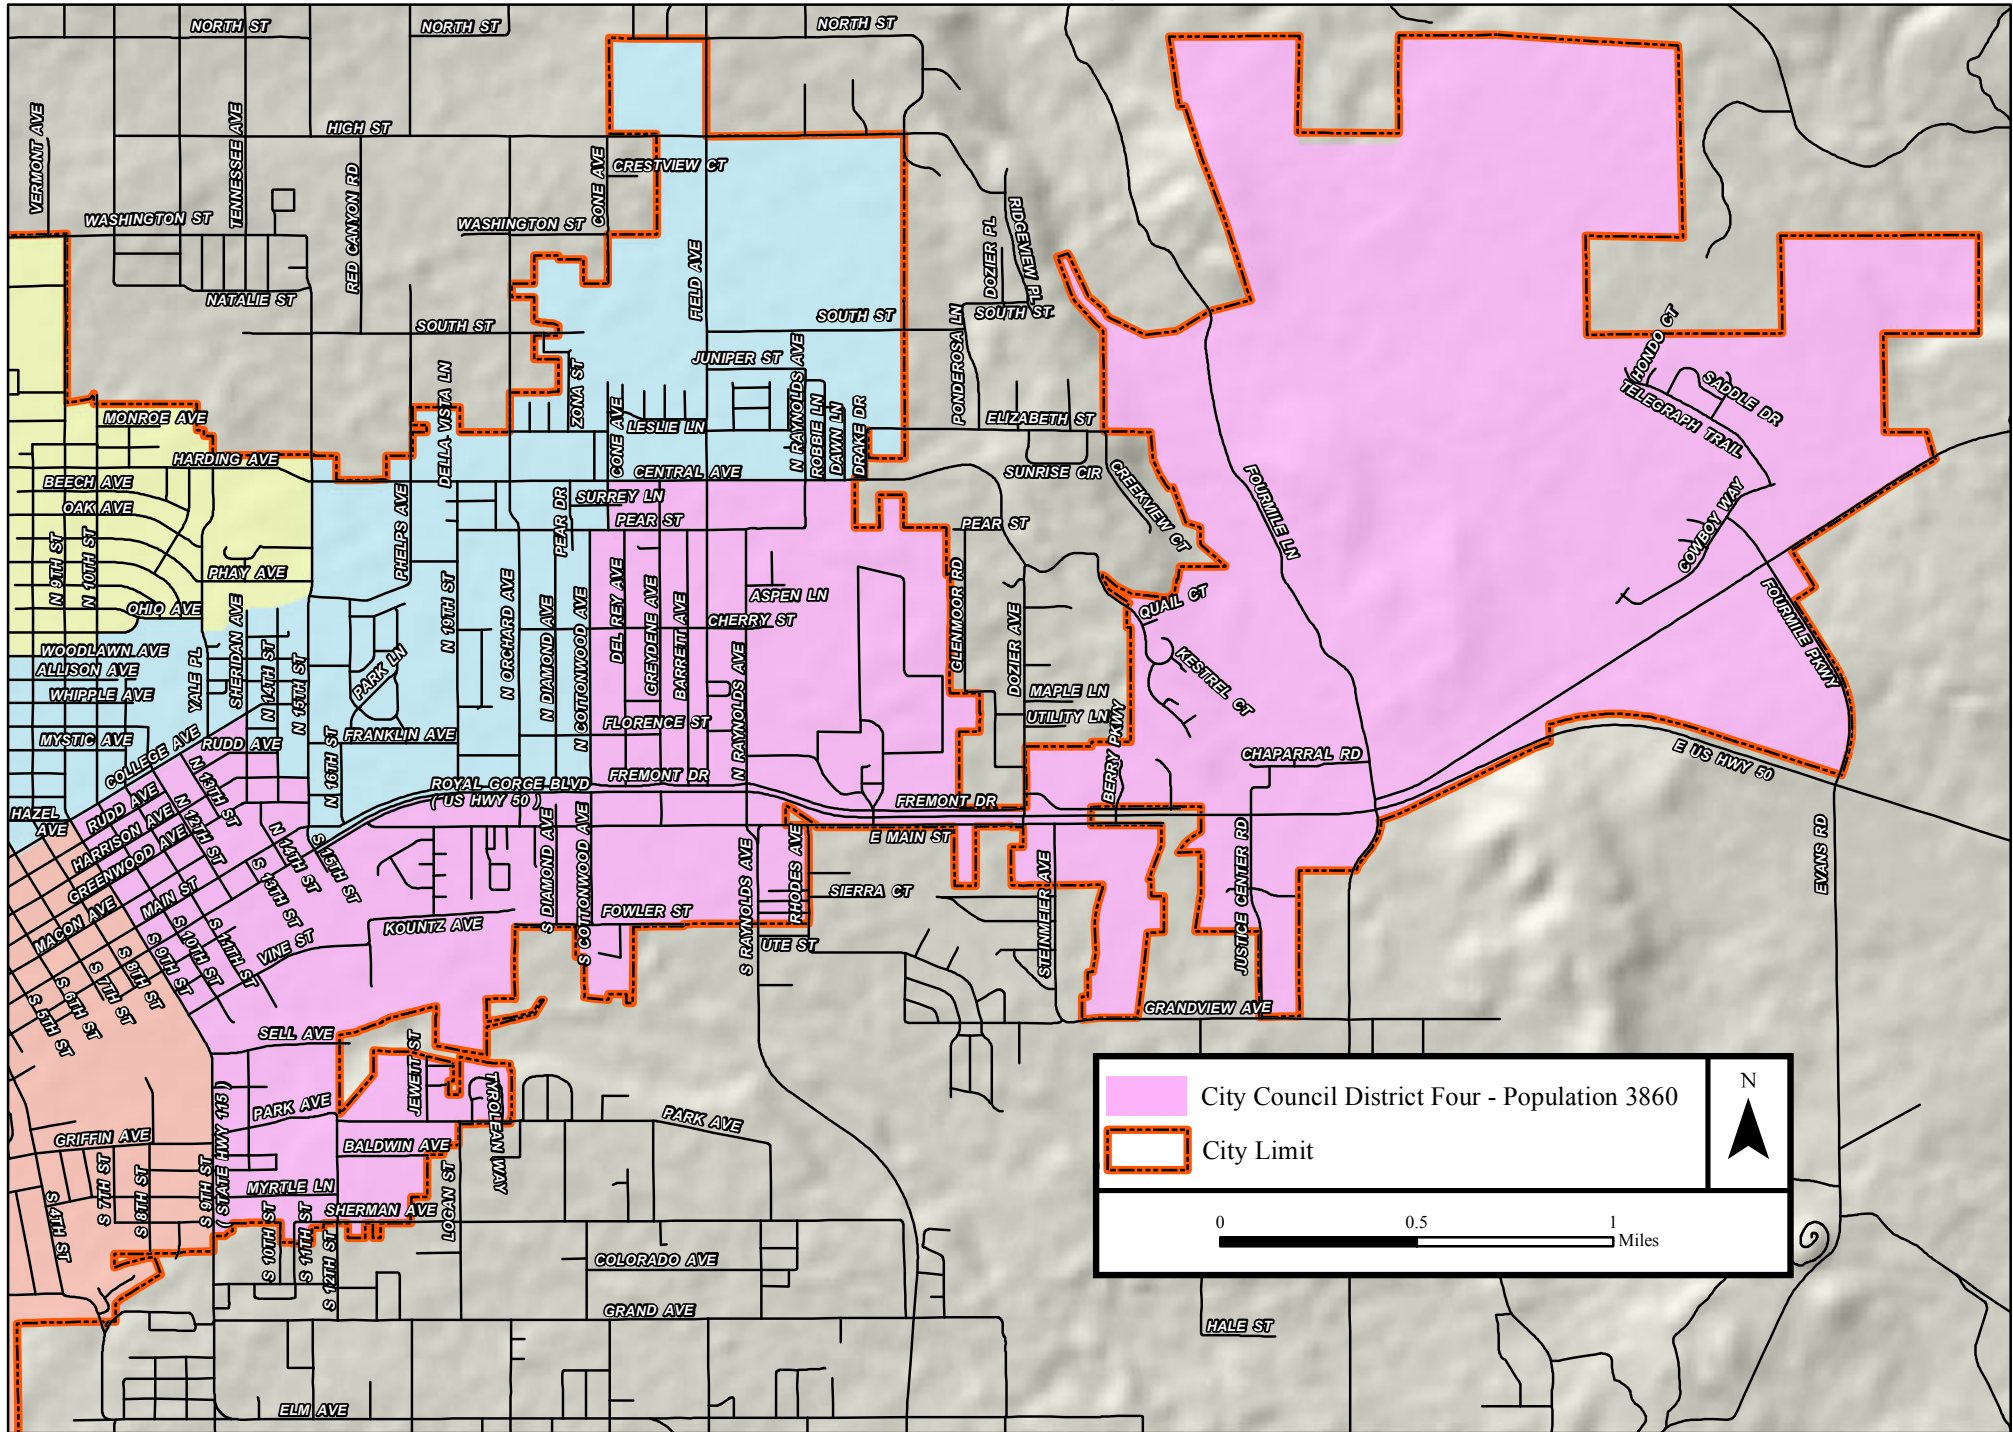 NORTH ST
NORTH ST
NORTH ST
VERMONT AVE
TENNESSEE AVE
HIGH ST
RED CANYON RD
CONE AVE
CRESTVIEW CT
WASHINGTON ST
WASHINGTON ST
DOZIER PL
RIDGEVIEW PL
FIELD AVE
NATALIE ST
SOUTH ST
SOUTH ST
SOUTH ST
PONDEROSA LN
JUNIPER ST
N RAYNOLDS AVE
HONDO CT
SADDLE DR
TELEGRAPH TRAIL
DELLA VISTA LN
ZONA ST
CONE AVE
LESLIE LN
ROBBIE LN
DAWN LN
DRAKE DR
ELIZABETH ST
MONROE AVE
HARDING AVE
CENTRAL AVE
SUNRISE CIR
CREEKVIEW CT
FOURMILE LN
BEECH AVE
OAK AVE
PHELPS AVE
PEAR DR
SURREY LN
PEAR ST
PEAR ST
COWBOY WAY
N 9TH ST
N 10TH ST
PHAY AVE
OHIO AVE
N 19TH ST
N ORCHARD AVE
N DIAMOND AVE
N COTTONWOOD AVE
DEL REY AVE
GREYDENE AVE
BARRETT AVE
ASPEN LN
CHERRY ST
GLENMOOR RD
DOZIER AVE
QUAIL CT
KESTREL CT
FOURMILE PKWY
WOODLAWN AVE
ALLISON AVE
WHIPPLE AVE
YALE PL
SHERIDAN AVE
N 14TH ST
N 15TH ST
PARK LN
N RAYNOLDS AVE
MAPLE LN
UTILITY LN
BERRY PKWY
MYSTIC AVE
COLLEGE AVE
RUDD AVE
N 16TH ST
FRANKLIN AVE
FLORENCE ST
FREMONT DR
CHAPARRAL RD
E US HWY 50
HAZEL
AVE
RUDD AVE
HARRISON AVE
GREENWOOD AVE
MACON AVE
N 13TH ST
N 12TH ST
N 14TH ST
S 15TH ST
S 13TH ST
ROYAL GORGE BLVD
( US HWY 50 )
FREMONT DR
E MAIN ST
S DIAMOND AVE
S COTTONWOOD AVE
S RAYNOLDS AVE
RHODES AVE
SIERRA CT
STEINMEIER AVE
JUSTICE CENTER RD
EVANS RD
MAIN ST
S 11TH ST
S 10TH ST
S 9TH ST
S 8TH ST
S 7TH ST
S 6TH ST
S 5TH ST
VINE ST
KOUNTZ AVE
FOWLER ST
UTE ST
GRANDVIEW AVE
SELL AVE
JEWETT ST
TYROLEAN WAY
PARK AVE
PARK AVE
GRIFFIN AVE
BALDWIN AVE
MYRTLE LN
SHERMAN AVE
LOGAN ST
S 4TH ST
S 7TH ST
S 8TH ST
S 9TH ST
( STATE HWY 115 )
S 10TH ST
S 11TH ST
S 12TH ST
COLORADO AVE
GRAND AVE
ELM AVE
HALE ST
City Council District Four - Population 3860
City Limit
N
0 0.5 1
Miles